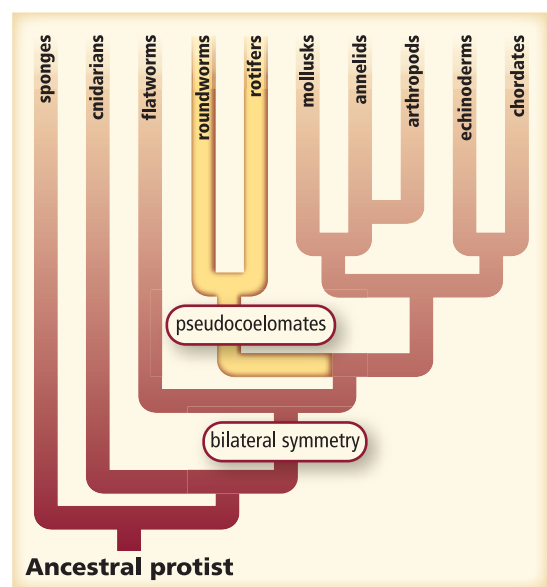 sponges
cnidarians
flatworms
roundworms
rotifers
mollusks
annelids
arthropods
echinoderms
chordates
pseudocoelomates
bilateral symmetry
Ancestral protist